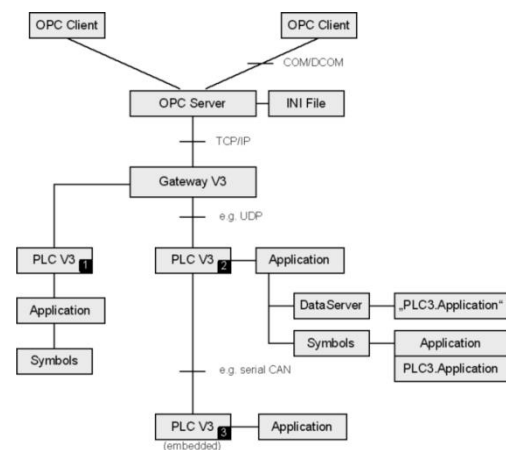 OPC Client
OPC Client
COM/DCOM
OPC Server
INI File
TCP/IP
Gateway V3
e.g. UDP
PLC V3
1
PLC V3
2
Application
Application
DataServer
„PLC3.Application“
Symbols
Symbols
Application
PLC3.Application
e.g. serial CAN
PLC V3
3
(embedded)
Application